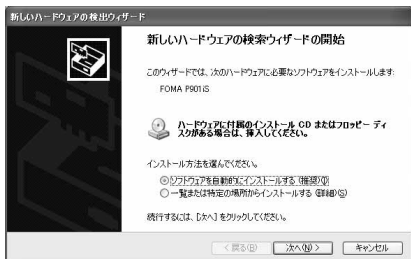 新しいハードウェアの検出ウィザード
新しいハードウェアの検索ウィザードの開始
このウィザードでは、次のハードウェアに必要なソフトウェアをインストールします:
FOMA P901iS
ハードウェアに付属のインストール CD またはフロッピー ディ
スクがある場合は、挿入してください。
インストール方法を選んでください。
ソフトウェアを自動的にインストールする (推奨)(I)
一覧または特定の場所からインストールする (詳細)(S)
続行するには、[次へ] をクリックしてください。
< 戻る(B)
次へ(N) >
キャンセル